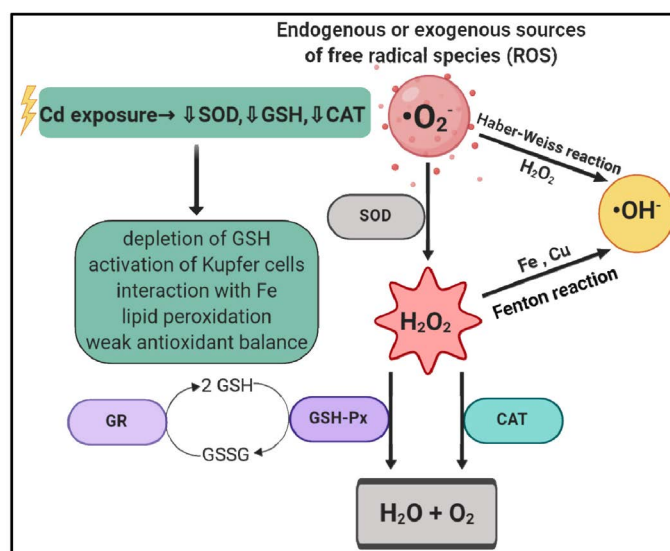 Endogenous or exogenous sources
of free radical species (ROS)
Cd exposure→ ⇩SOD,⇩GSH,⇩CAT
•O₂⁻
Haber-Weiss reaction
H₂O₂
•OH⁻
SOD
depletion of GSH
activation of Kupfer cells
interaction with Fe
lipid peroxidation
weak antioxidant balance
Fe , Cu
Fenton reaction
H₂O₂
GR
2 GSH
GSSG
GSH-Px
CAT
H₂O + O₂